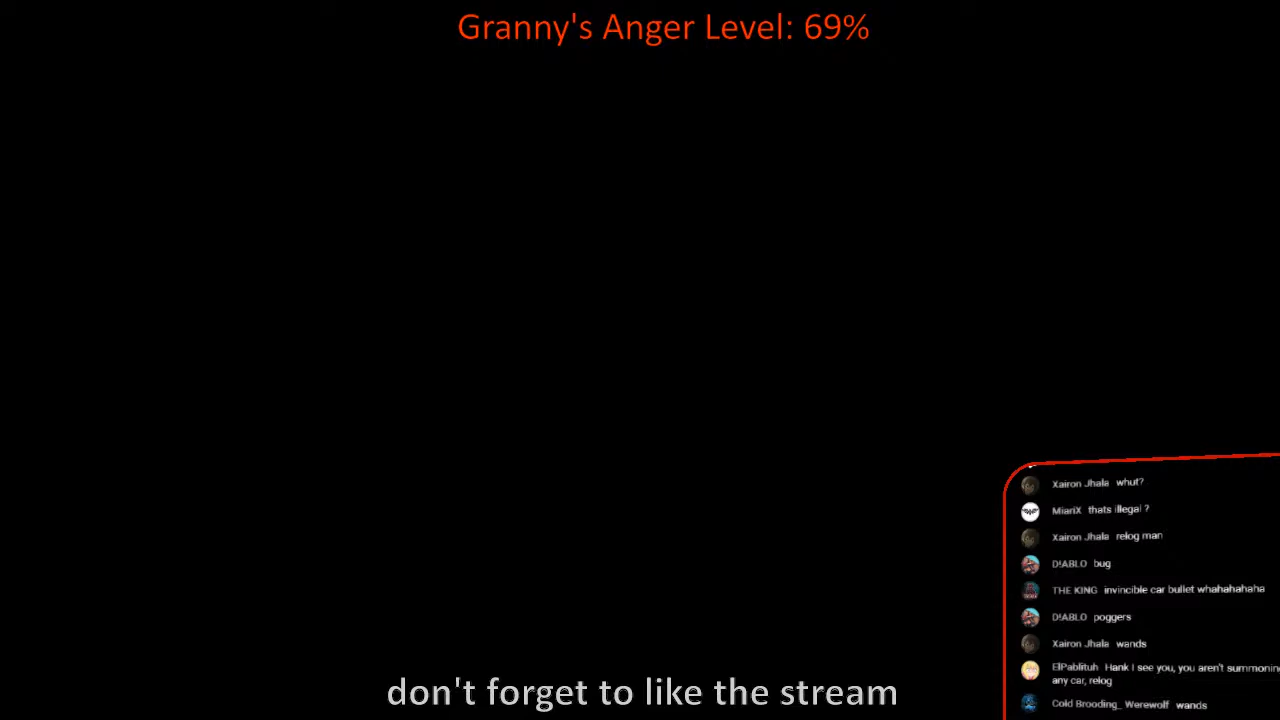 Granny's Anger Level: 69%
Xairon Jhala whut?
MiariX thats illegal ?
Xairon Jhala relog man
D!ABLO bug
THE KING invincible car bullet whahahahaha
D!ABLO poggers
Xairon Jhala wands
ElPablituh Hank I see you, you aren't summoning
any car, relog
Cold Brooding_ Werewolf wands
don't forget to like the stream